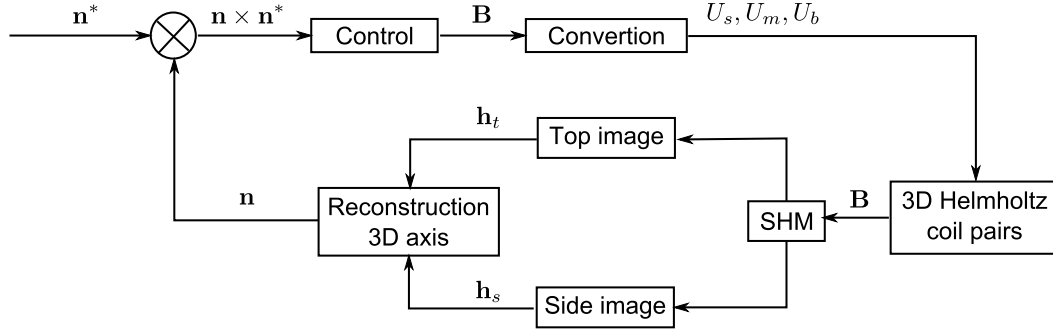 n*
n × n*
Control
B
Convertion
U_s, U_m, U_b
h_t
Top image
n
Reconstruction
3D axis
SHM
B
3D Helmholtz
coil pairs
h_s
Side image